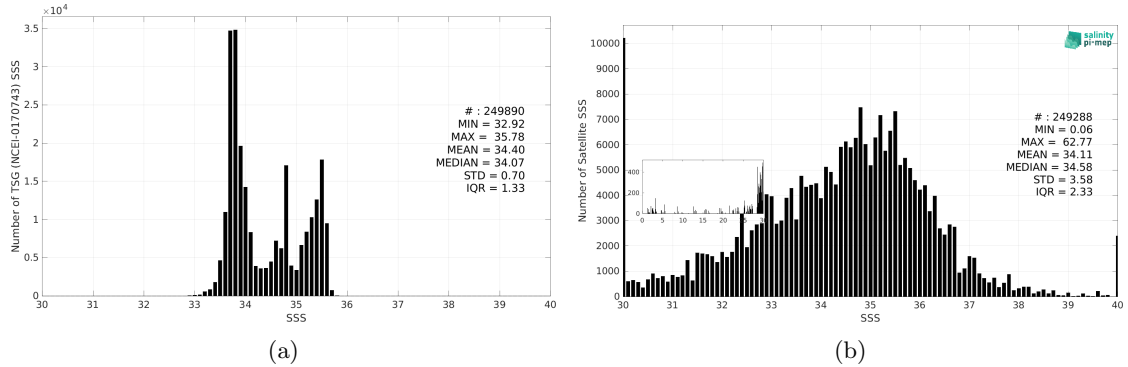 ×10⁴
3.5
3
2.5
2
1.5
1
0.5
0
Number of TSG (NCEI-0170743) SSS
# : 249890
MIN = 32.92
MAX = 35.78
MEAN = 34.40
MEDIAN = 34.07
STD = 0.70
IQR = 1.33
30 31 32 33 34 35 36 37 38 39 40
SSS
(a)
salinity
pi-mep
10000
9000
8000
7000
6000
5000
4000
3000
2000
1000
0
Number of Satellite SSS
# : 249288
MIN = 0.06
MAX = 62.77
MEAN = 34.11
MEDIAN = 34.58
STD = 3.58
IQR = 2.33
400
200
0
0 5 10 15 20 25 30
30 31 32 33 34 35 36 37 38 39 40
SSS
(b)